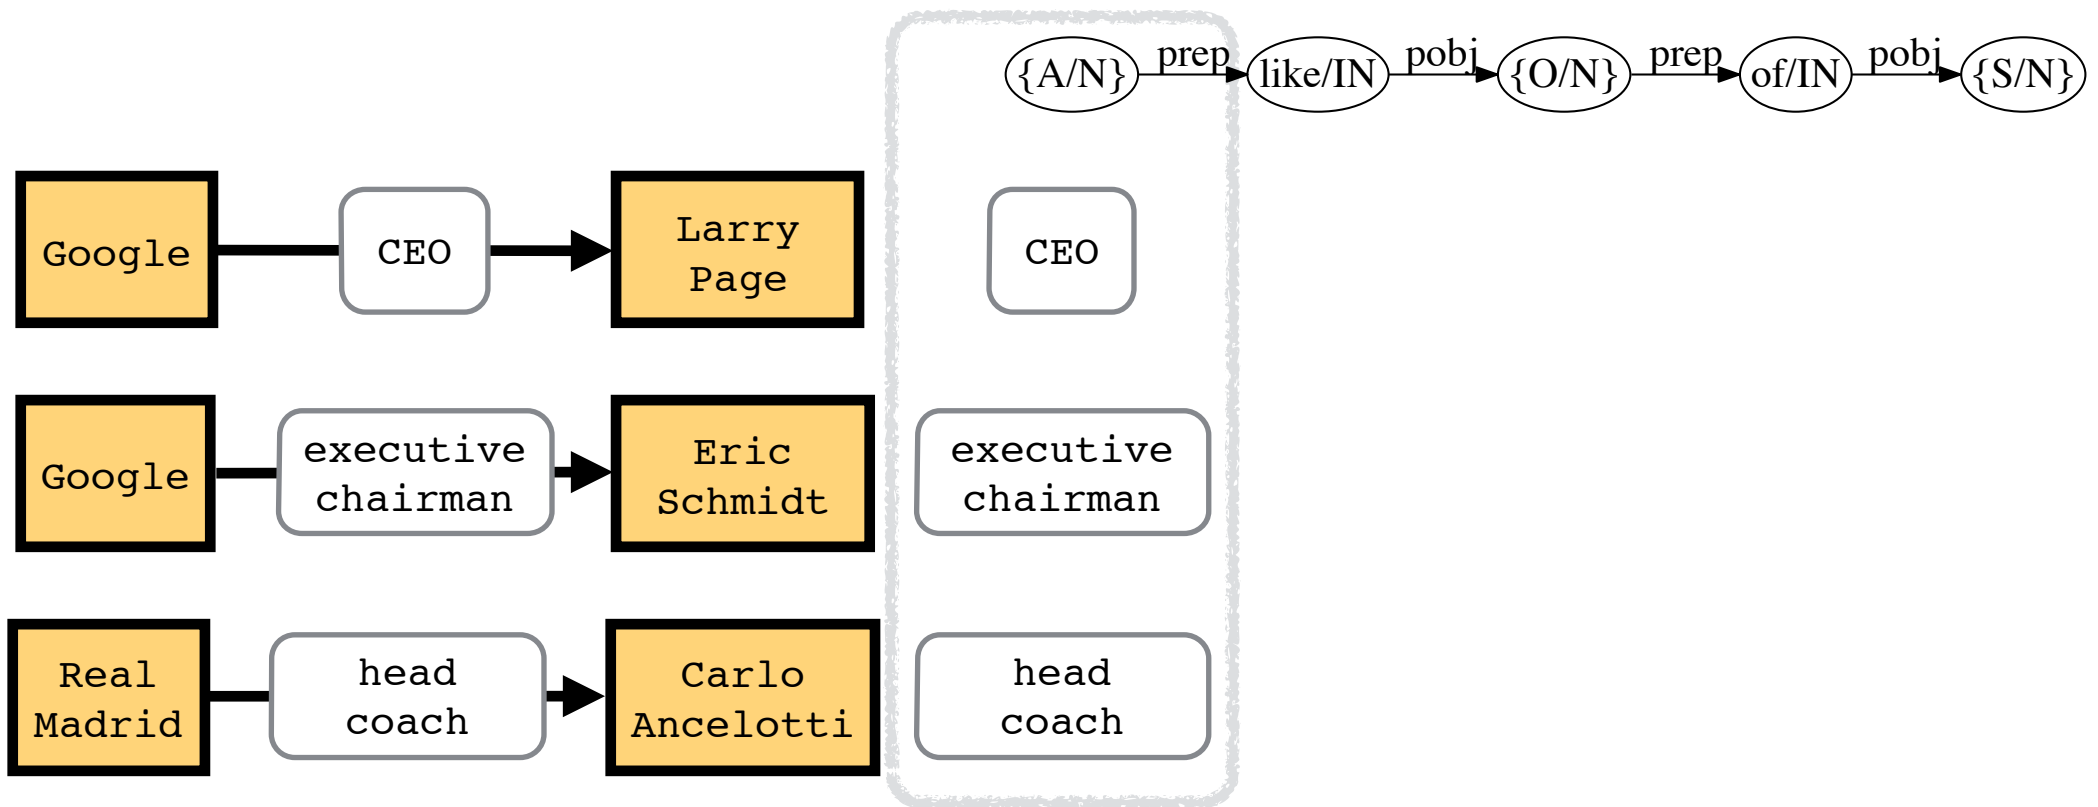 {A/N} prep like/IN pobj {O/N} prep of/IN pobj {S/N}
Google CEO Larry
Page CEO
Google executive
chairman Eric
Schmidt executive
chairman
Real
Madrid head
coach Carlo
Ancelotti head
coach